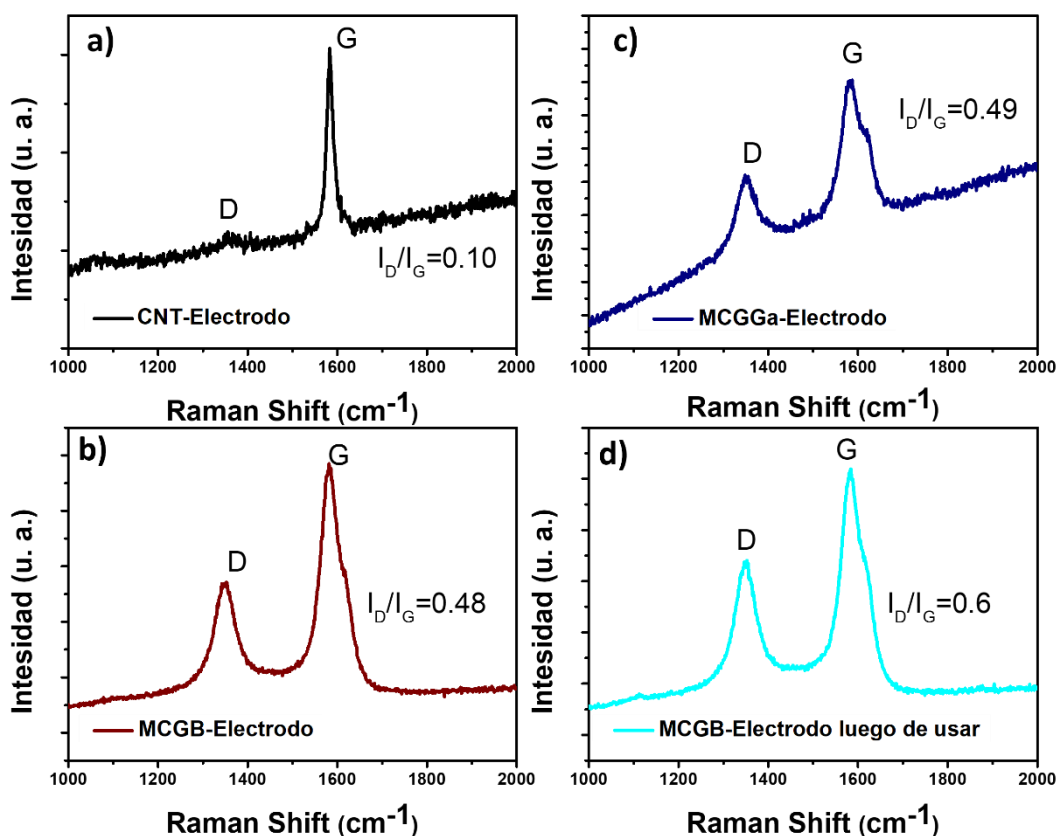 a)
G
D
I_D/I_G=0.10
CNT-Electrodo
Intesidad (u. a.)
1000 1200 1400 1600 1800 2000
Raman Shift (cm⁻¹)
c)
G
D
I_D/I_G=0.49
MCGGa-Electrodo
Intesidad (u. a.)
1000 1200 1400 1600 1800 2000
Raman Shift (cm⁻¹)
b)
G
D
I_D/I_G=0.48
MCGB-Electrodo
Intesidad (u. a.)
1000 1200 1400 1600 1800 2000
Raman Shift (cm⁻¹)
d)
G
D
I_D/I_G=0.6
MCGB-Electrodo luego de usar
Intesidad (u. a.)
1000 1200 1400 1600 1800 2000
Raman Shift (cm⁻¹)